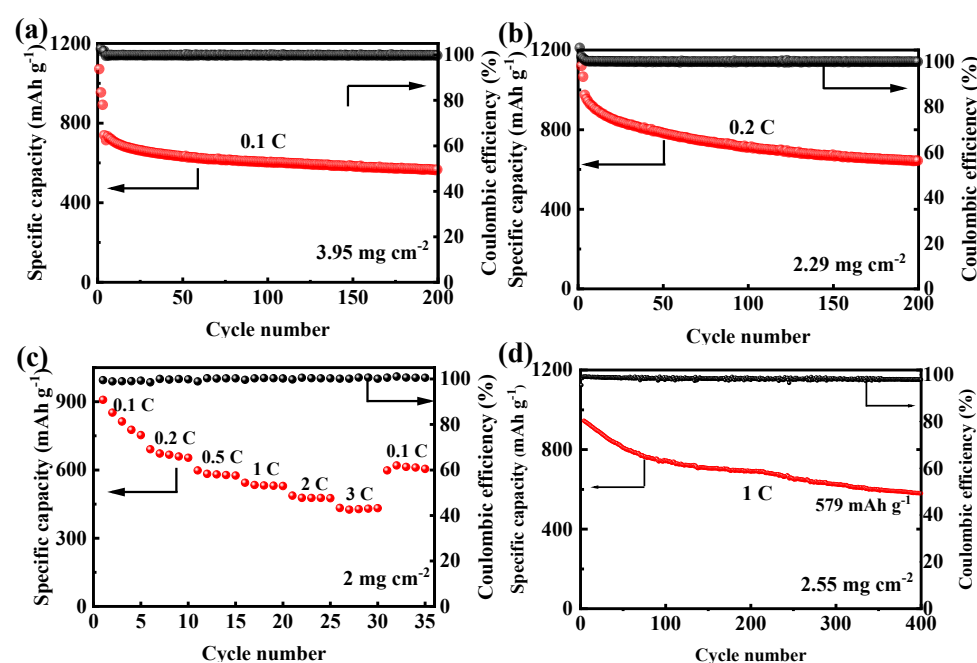 (a)
Specific capacity (mAh g⁻¹)
1200
900
600
300
0
0.1 C
3.95 mg cm⁻²
100
80
60
40
20
0
Coulombic efficiency (%)
0 50 100 150 200
Cycle number
(b)
Specific capacity (mAh g⁻¹)
1200
800
400
0
0.2 C
2.29 mg cm⁻²
100
80
60
40
20
0
Coulombic efficiency (%)
0 50 100 150 200
Cycle number
(c)
Specific capacity (mAh g⁻¹)
900
600
300
0
0.1 C
0.2 C
0.5 C
1 C
2 C
3 C
0.1 C
2 mg cm⁻²
100
80
60
40
20
0
Coulombic efficiency (%)
0 5 10 15 20 25 30 35
Cycle number
(d)
Specific capacity (mAh g⁻¹)
1200
900
600
300
0
1 C
579 mAh g⁻¹
2.55 mg cm⁻²
100
80
60
40
20
0
Coulombic efficiency (%)
0 100 200 300 400
Cycle number